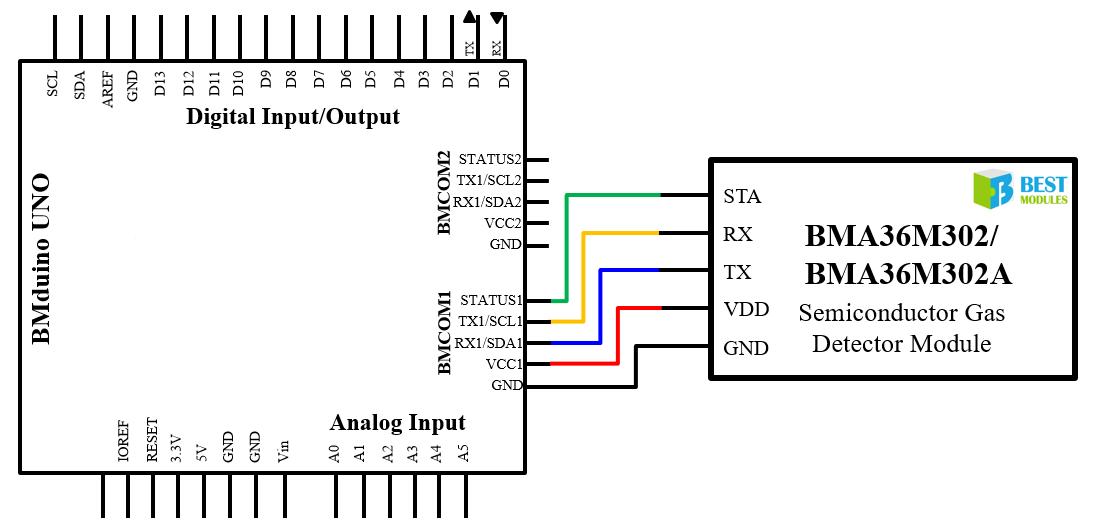 TX
RX
SCL
SDA
AREF
GND
D13
D12
D11
D10
D9
D8
D7
D6
D5
D4
D3
D2
D1
D0
Digital Input/Output
BMduino UNO
BMCOM2
STATUS2
TX1/SCL2
RX1/SDA2
VCC2
GND
BMCOM1
STATUS1
TX1/SCL1
RX1/SDA1
VCC1
GND
Analog Input
IOREF
RESET
3.3V
5V
GND
GND
Vin
A0
A1
A2
A3
A4
A5
STA
RX
TX
VDD
GND
BEST
MODULES
BMA36M302/
BMA36M302A
Semiconductor Gas
Detector Module